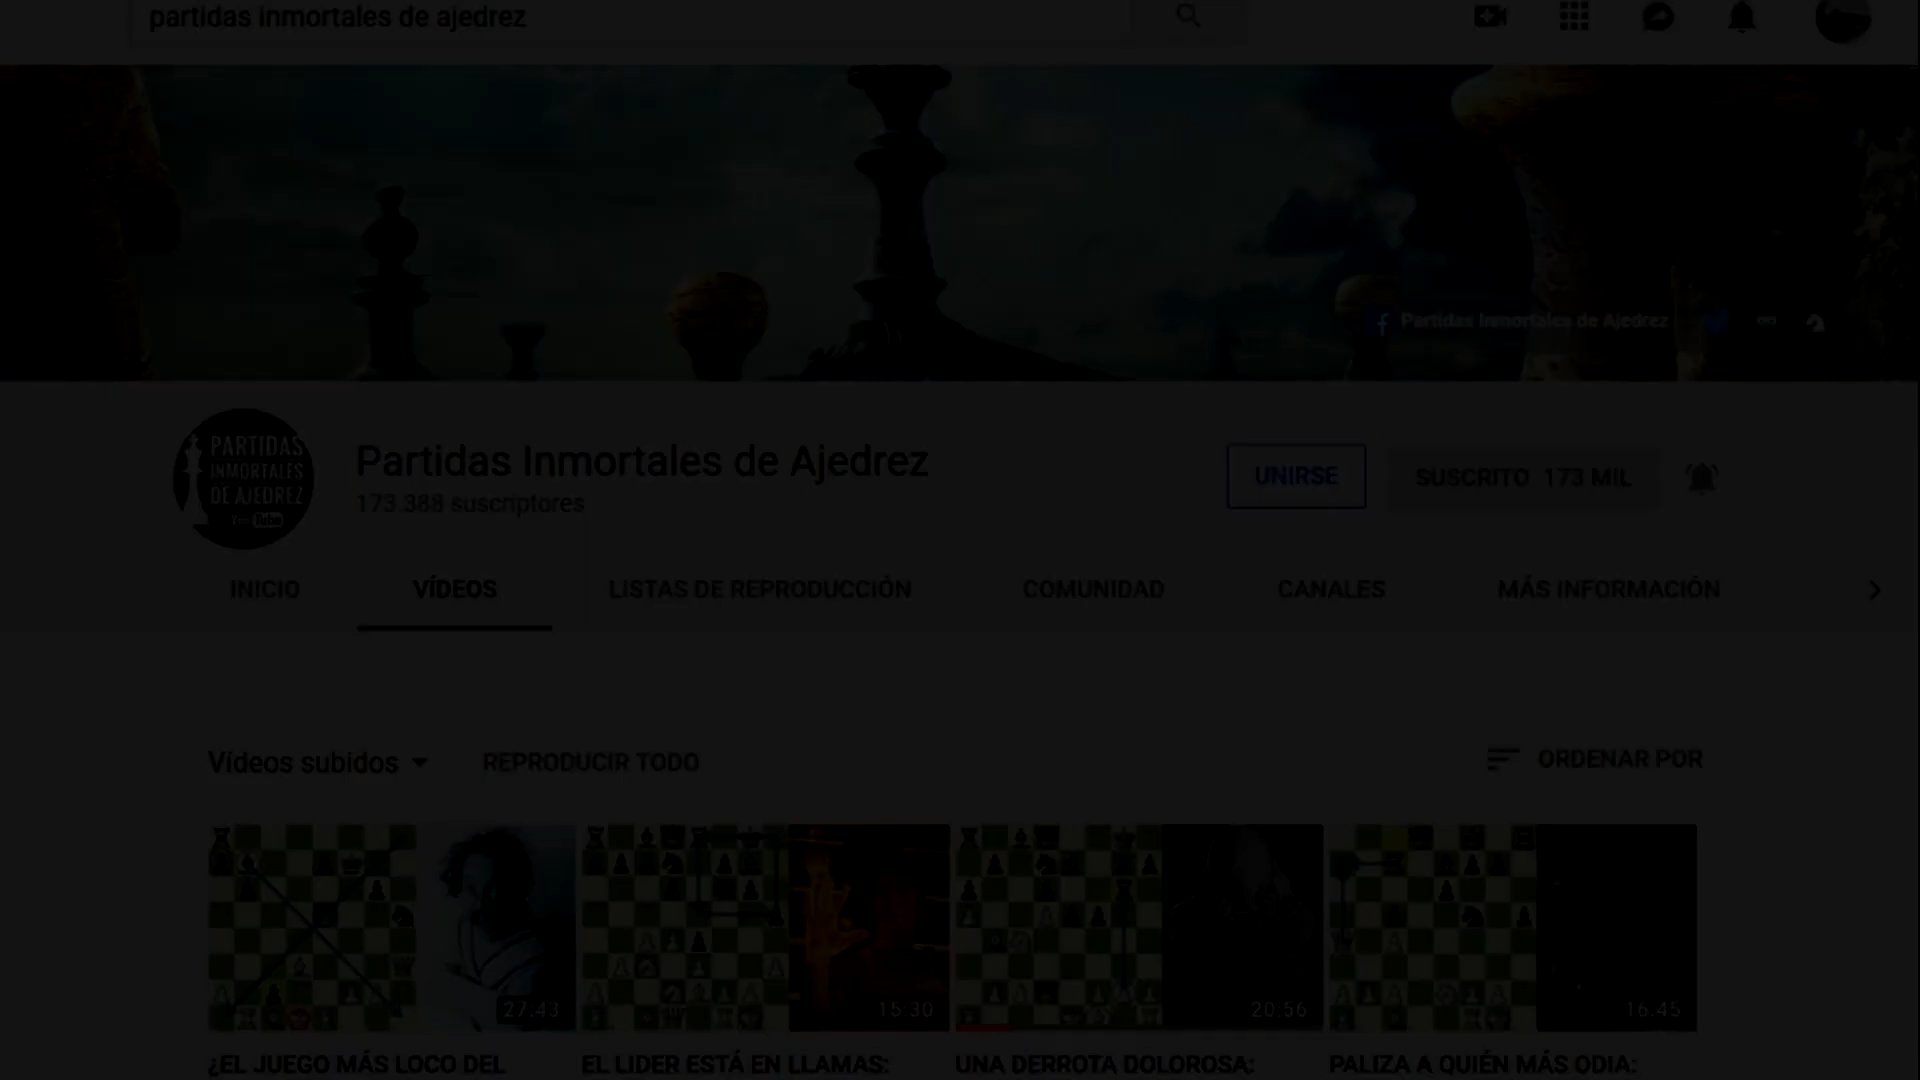 partidas inmortales de ajedrez
Partidas Inmortales de Ajedrez
PARTIDAS
INMORTALES
DE AJEDREZ
You Tube
Partidas Inmortales de Ajedrez
173.388 suscriptores
UNIRSE
SUSCRITO 173 MIL
INICIO
VÍDEOS
LISTAS DE REPRODUCCIÓN
COMUNIDAD
CANALES
MÁS INFORMACIÓN
Vídeos subidos
REPRODUCIR TODO
ORDENAR POR
27:43
15:30
20:56
16:45
¿EL JUEGO MÁS LOCO DEL
EL LIDER ESTÁ EN LLAMAS:
UNA DERROTA DOLOROSA:
PALIZA A QUIÉN MÁS ODIA: